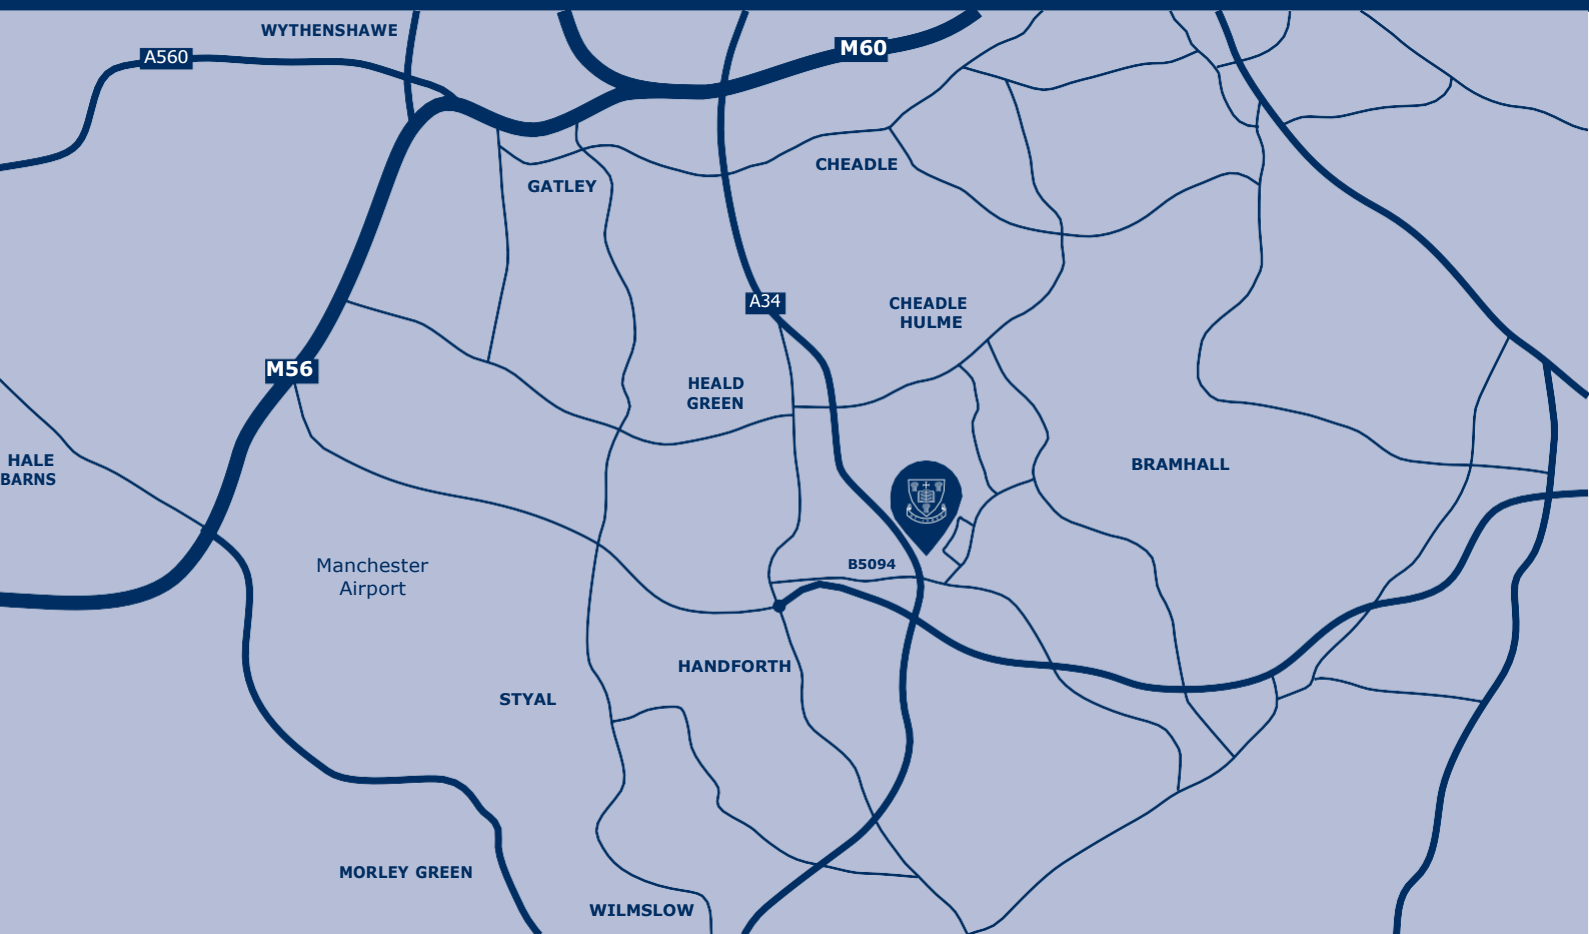 WYTHENSHAWE
A560
M60
CHEADLE
GATLEY
A34
CHEADLE
HULME
M56
HEALD
GREEN
HALE
BARNS
BRAMHALL
Manchester
Airport
B5094
HANDFORTH
STYAL
MORLEY GREEN
WILMSLOW